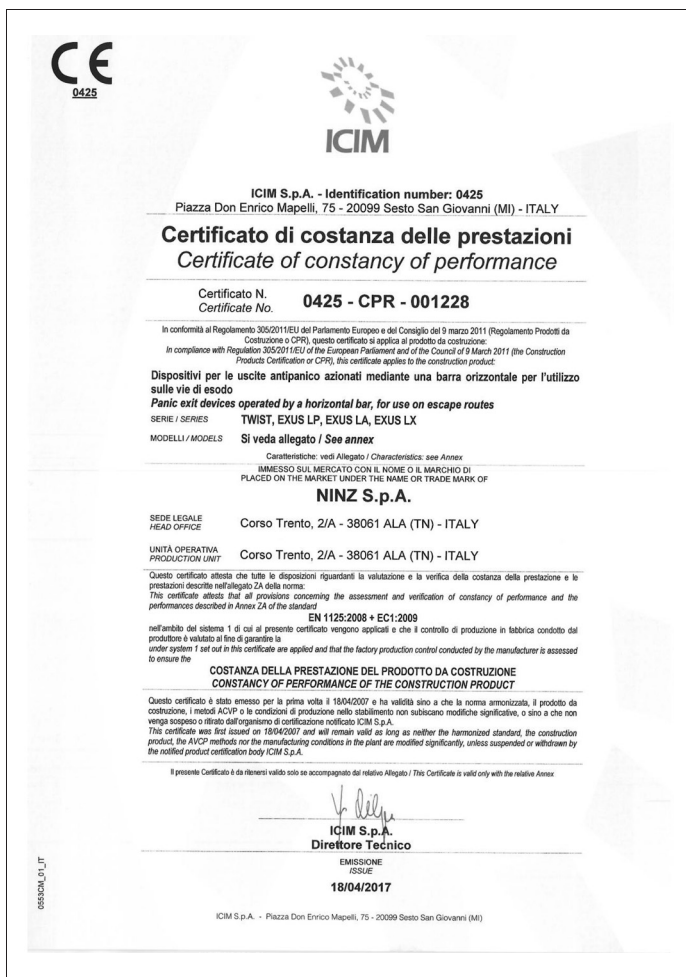 CE
0425
ICIM
ICIM S.p.A. - Identification number: 0425
Piazza Don Enrico Mapelli, 75 - 20099 Sesto San Giovanni (MI) - ITALY
Certificato di costanza delle prestazioni
Certificate of constancy of performance
Certificato N.
Certificate No.
0425 - CPR - 001228
In conformità al Regolamento 305/2011/EU del Parlamento Europeo e del Consiglio del 9 marzo 2011 (Regolamento Prodotti da
Costruzione o CPR), questo certificato si applica al prodotto da costruzione:
In compliance with Regulation 305/2011/EU of the European Parliament and of the Council of 9 March 2011 (the Construction
Products Certification or CPR), this certificate applies to the construction product:
Dispositivi per le uscite antipanico azionati mediante una barra orizzontale per l'utilizzo
sulle vie di esodo
Panic exit devices operated by a horizontal bar, for use on escape routes
SERIE / SERIES TWIST, EXUS LP, EXUS LA, EXUS LX
MODELLI / MODELS Si veda allegato / See annex
Caratteristiche: vedi Allegato / Characteristics: see Annex
IMMESSO SUL MERCATO CON IL NOME O IL MARCHIO DI
PLACED ON THE MARKET UNDER THE NAME OR TRADE MARK OF
NINZ S.p.A.
SEDE LEGALE
HEAD OFFICE
Corso Trento, 2/A - 38061 ALA (TN) - ITALY
UNITÀ OPERATIVA
PRODUCTION UNIT
Corso Trento, 2/A - 38061 ALA (TN) - ITALY
Questo certificato attesta che tutte le disposizioni riguardanti la valutazione e la verifica della costanza della prestazione e le
prestazioni descritte nell'allegato ZA della norma:
This certificate attests that all provisions concerning the assessment and verification of constancy of performance and the
performances described in Annex ZA of the standard
EN 1125:2008 + EC1:2009
nell'ambito del sistema 1 di cui al presente certificato vengono applicati e che il controllo di produzione in fabbrica condotto dal
produttore è valutato al fine di garantire la
under system 1 set out in this certificate are applied and that the factory production control conducted by the manufacturer is assessed
to ensure the
COSTANZA DELLA PRESTAZIONE DEL PRODOTTO DA COSTRUZIONE
CONSTANCY OF PERFORMANCE OF THE CONSTRUCTION PRODUCT
Questo certificato è stato emesso per la prima volta il 18/04/2007 e ha validità sino a che la norma armonizzata, il prodotto da
costruzione, i metodi ACVP o le condizioni di produzione nello stabilimento non subiscano modifiche significative, o sino a che non
venga sospeso o ritirato dall'organismo di certificazione notificato ICIM S.p.A.
This certificate was first issued on 18/04/2007 and will remain valid as long as neither the harmonized standard, the construction
product, the AVCP methods nor the manufacturing conditions in the plant are modified significantly, unless suspended or withdrawn by
the notified product certification body ICIM S.p.A.
Il presente Certificato è da ritenersi valido solo se accompagnato dal relativo Allegato / This Certificate is valid only with the relative Annex
ICIM S.p.A.
Direttore Tecnico
EMISSIONE
ISSUE
18/04/2017
0553CM_01_IT
ICIM S.p.A. - Piazza Don Enrico Mapelli, 75 - 20099 Sesto San Giovanni (MI)